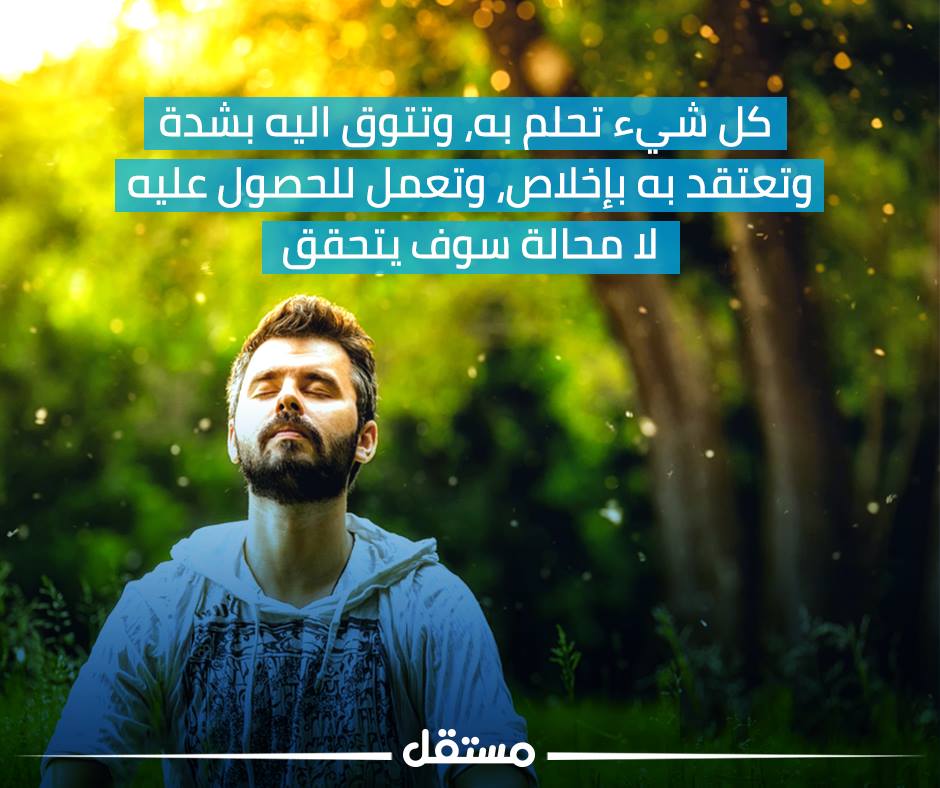 كل شيء تحلم به, وتتوق اليه بشدة
وتعتقد به بإخلاص, وتعمل للحصول عليه
لا محالة سوف يتحقق
مستقل